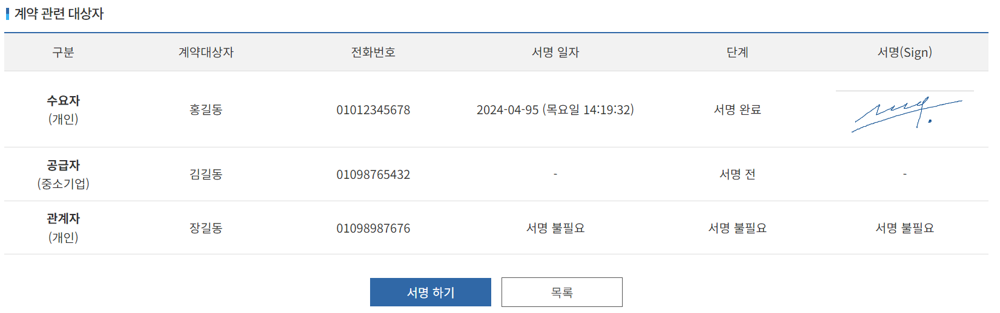 계약 관련 대상자
구분 계약대상자 전화번호 서명 일자 단계 서명(Sign)
수요자
(개인) 홍길동 01012345678 2024-04-95 (목요일 14:19:32) 서명 완료
공급자
(중소기업) 김길동 01098765432 - 서명 전 -
관계자
(개인) 장길동 01098987676 서명 불필요 서명 불필요 서명 불필요
서명 하기 목록